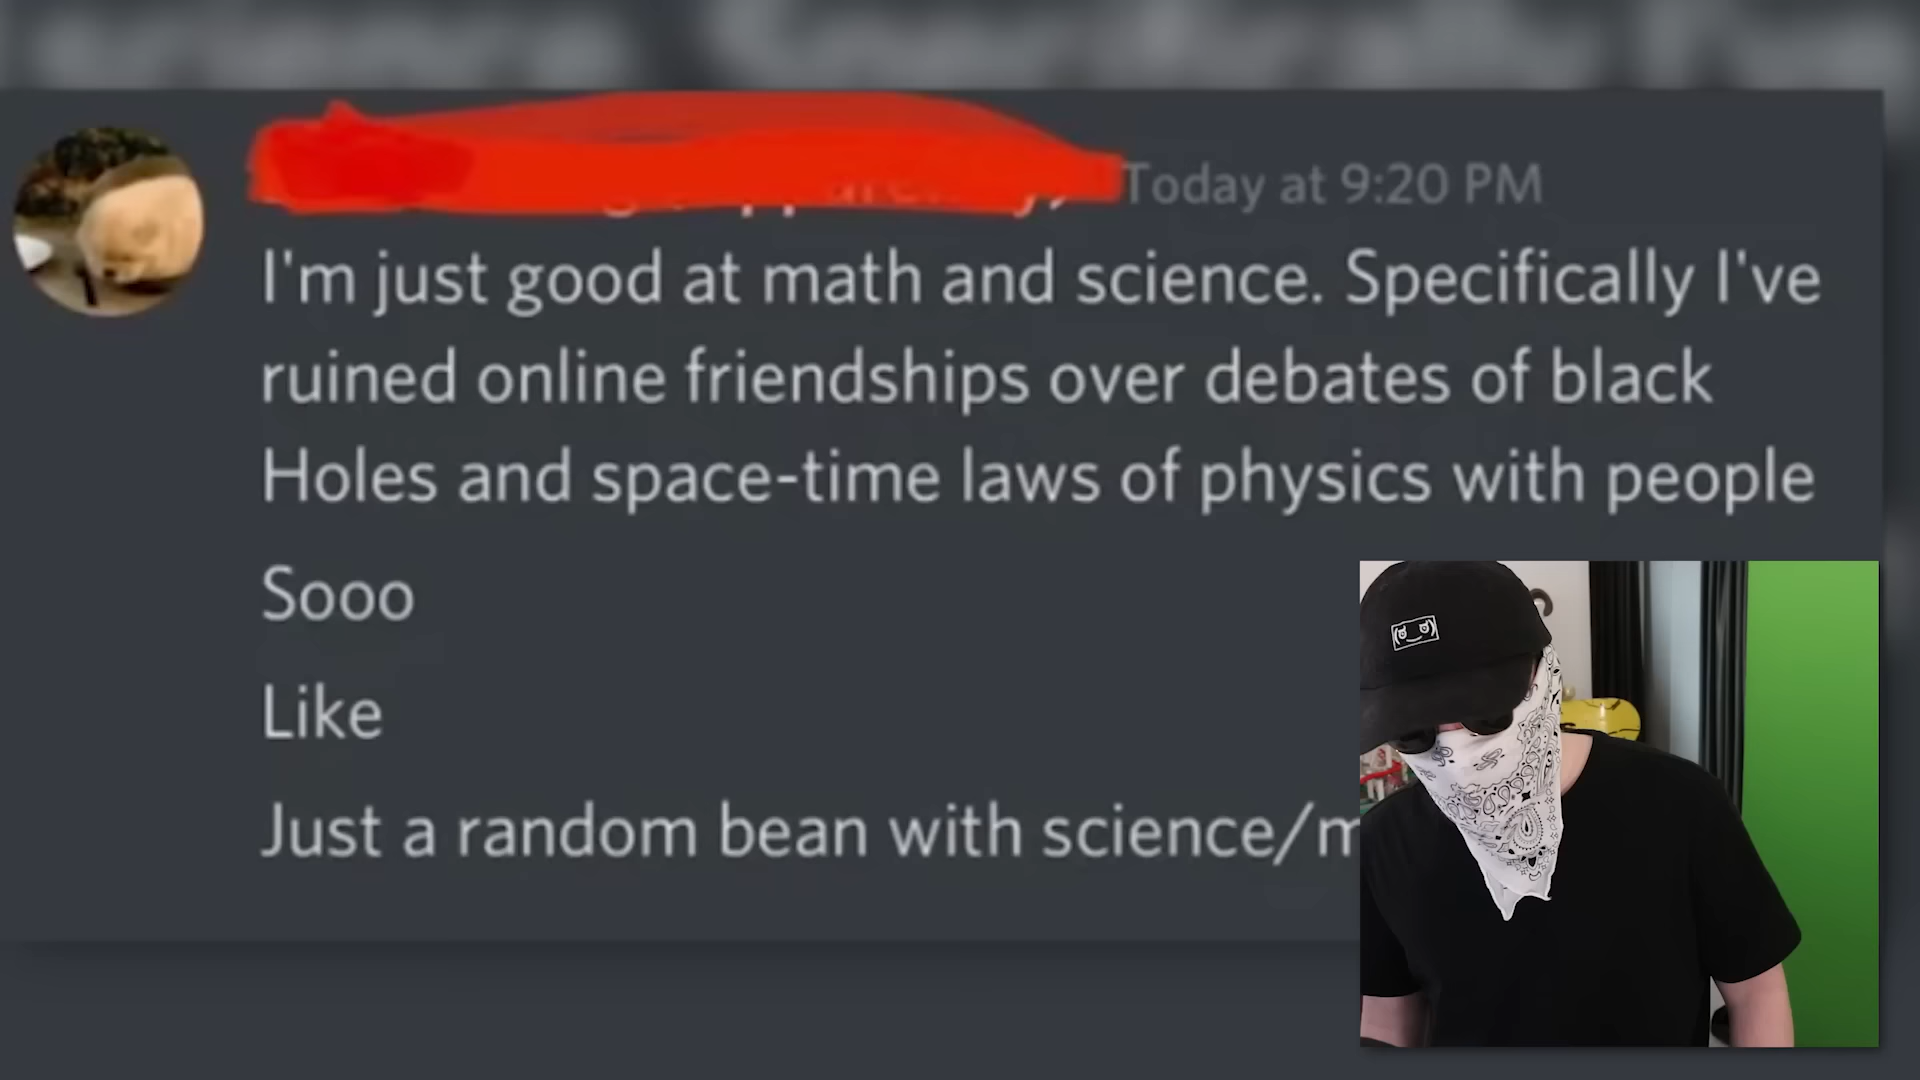 Today at 9:20 PM
I'm just good at math and science. Specifically I've
ruined online friendships over debates of black
Holes and space-time laws of physics with people
Sooo
Like
Just a random bean with